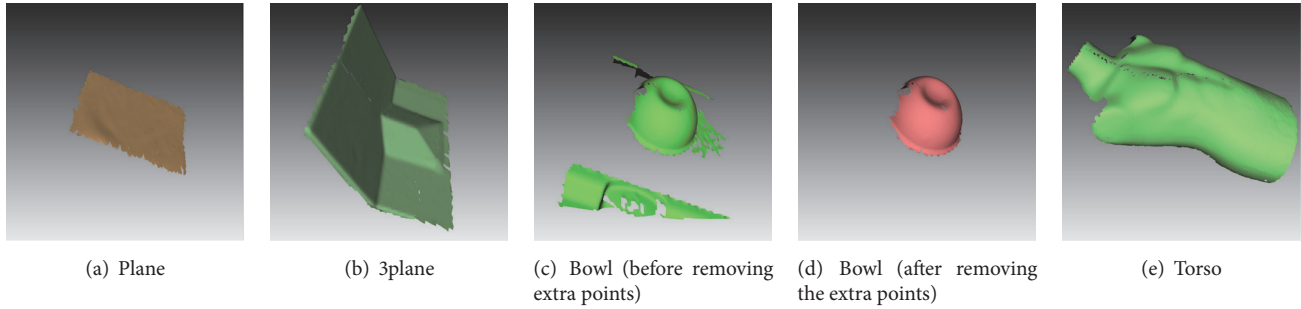 (a) Plane
(b) 3plane
(c) Bowl (before removing
extra points)
(d) Bowl (after removing
the extra points)
(e) Torso